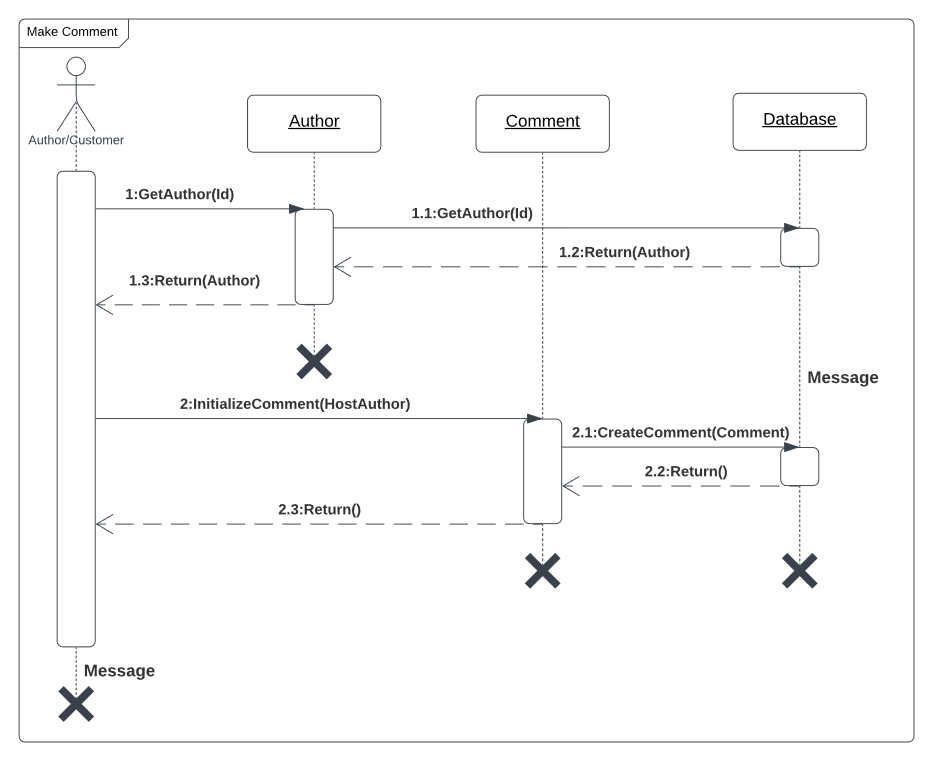 Make Comment
Author/Customer
Author
Comment
Database
1:GetAuthor(Id)
1.1:GetAuthor(Id)
1.2:Return(Author)
1.3:Return(Author)
Message
2:InitializeComment(HostAuthor)
2.1:CreateComment(Comment)
2.2:Return()
2.3:Return()
Message